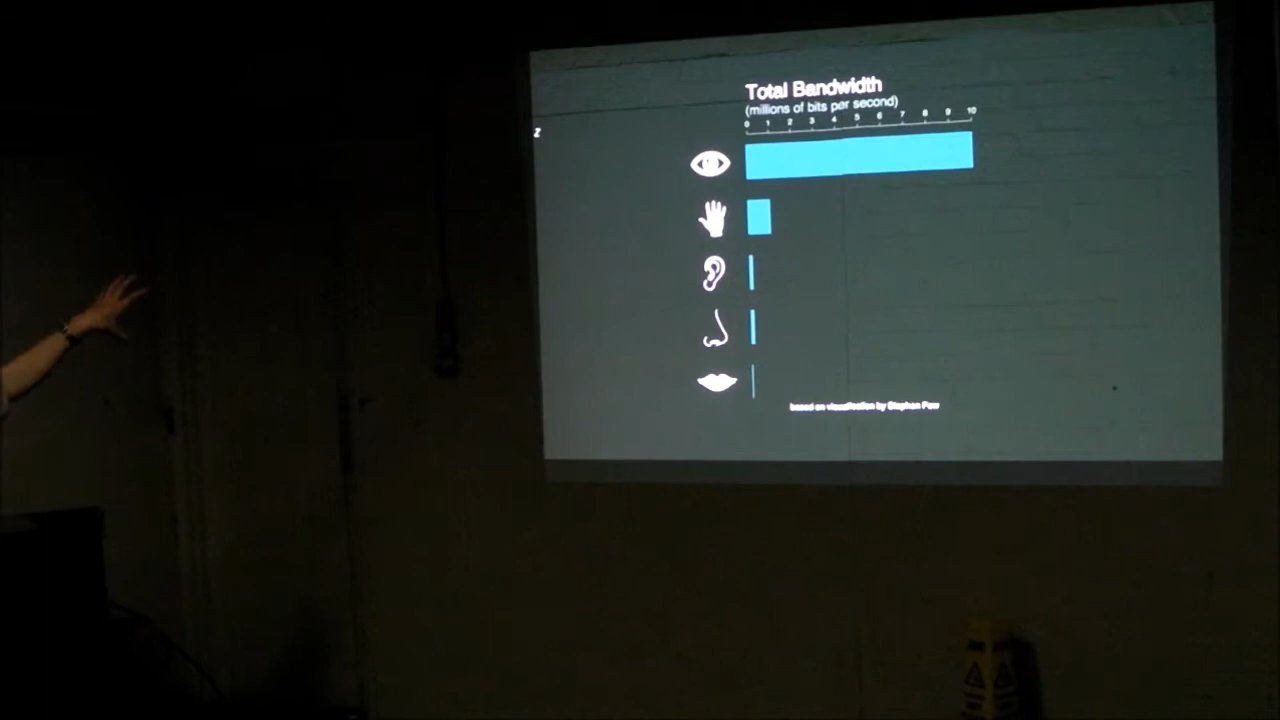 Total Bandwidth
(millions of bits per second)
0 1 2 3 4 5 6 7 8 9 10
z
based on visualisation by Stephen Few